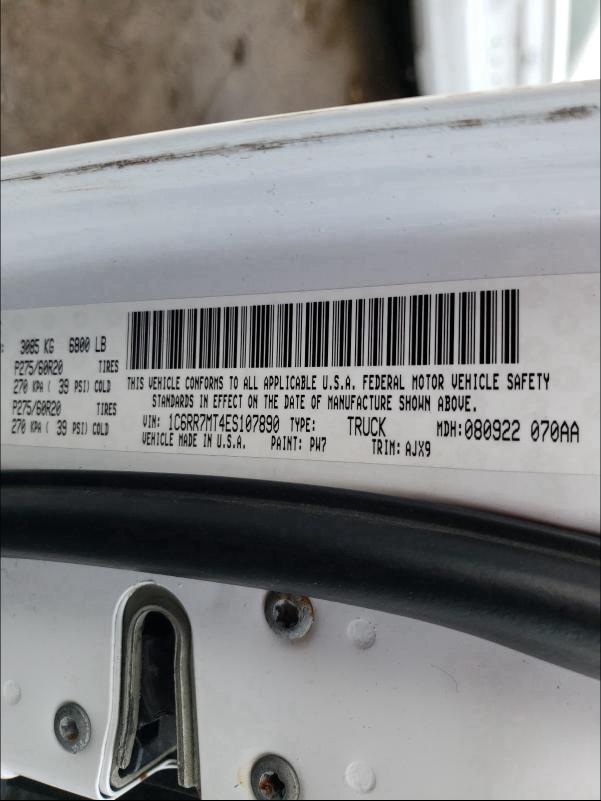 3085 KG 6800 LB
P275/60R20 TIRES
270 KPA ( 39 PSI) COLD
P275/60R20 TIRES
270 KPA ( 39 PSI) COLD
THIS VEHICLE CONFORMS TO ALL APPLICABLE U.S.A. FEDERAL MOTOR VEHICLE SAFETY
STANDARDS IN EFFECT ON THE DATE OF MANUFACTURE SHOWN ABOVE.
VIN: 1C6RR7MT4ES107890 TYPE: TRUCK MDH: 080922 070AA
VEHICLE MADE IN U.S.A. PAINT: PW7 TRIM: AJX9